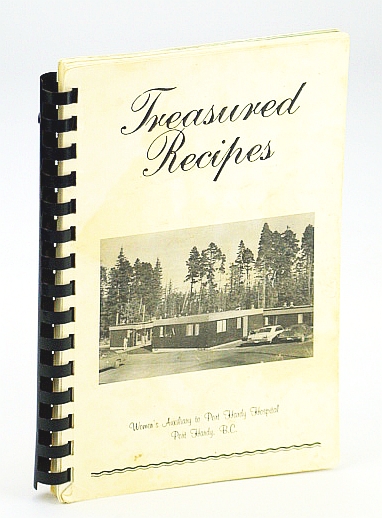 Treasured
Recipes
Women's Auxiliary to Port Hardy Hospital
Port Hardy, B.C.